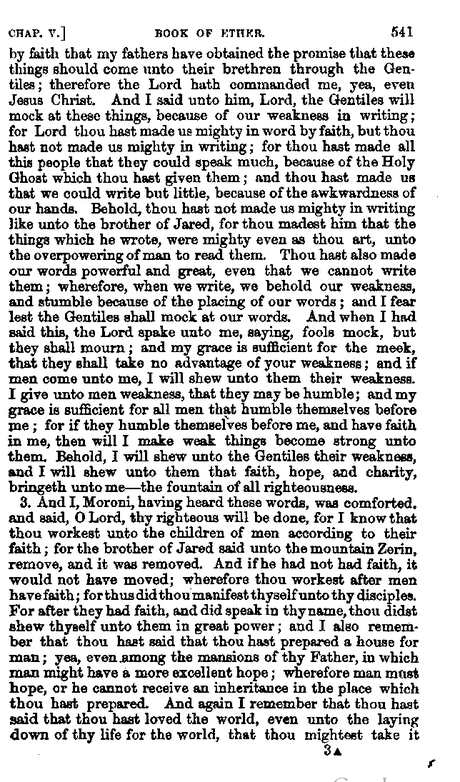 CHAP. V.] BOOK OF ETHER. 541
by faith that my fathers have obtained the promise that these
things should come unto their brethren through the Gen-
tiles; therefore the Lord hath commanded me, yea, even
Jesus Christ. And I said unto him, Lord, the Gentiles will
mock at these things, because of our weakness in writing;
for Lord thou hast made us mighty in word by faith, but thou
hast not made us mighty in writing; for thou hast made all
this people that they could speak much, because of the Holy
Ghost which thou hast given them; and thou hast made us
that we could write but little, because of the awkwardness of
our hands. Behold, thou hast not made us mighty in writing
like unto the brother of Jared, for thou madest him that the
things which he wrote, were mighty even as thou art, unto
the overpowering of man to read them. Thou hast also made
our words powerful and great, even that we cannot write
them; wherefore, when we write, we behold our weakness,
and stumble because of the placing of our words; and I fear
lest the Gentiles shall mock at our words. And when I had
said this, the Lord spake unto me, saying, fools mock, but
they shall mourn; and my grace is sufficient for the meek,
that they shall take no advantage of your weakness; and if
men come unto me, I will shew unto them their weakness.
I give unto men weakness, that they may be humble; and my
grace is sufficient for all men that humble themselves before
me; for if they humble themselves before me, and have faith
in me, then will I make weak things become strong unto
them. Behold, I will shew unto the Gentiles their weakness,
and I will shew unto them that faith, hope, and charity,
bringeth unto me—the fountain of all righteousness.
3. And I, Moroni, having heard these words, was comforted.
and said, O Lord, thy righteous will be done, for I know that
thou workest unto the children of men according to their
faith; for the brother of Jared said unto the mountain Zerin,
remove, and it was removed. And if he had not had faith, it
would not have moved; wherefore thou workest after men
have faith; for thus did thou manifest thyself unto thy disciples.
For after they had faith, and did speak in thy name, thou didst
shew thyself unto them in great power; and I also remem-
ber that thou hast said that thou hast prepared a house for
man; yea, even among the mansions of thy Father, in which
man might have a more excellent hope; wherefore man must
hope, or he cannot receive an inheritance in the place which
thou hast prepared. And again I remember that thou hast
said that thou hast loved the world, even unto the laying
down of thy life for the world, that thou mightest take it
3A